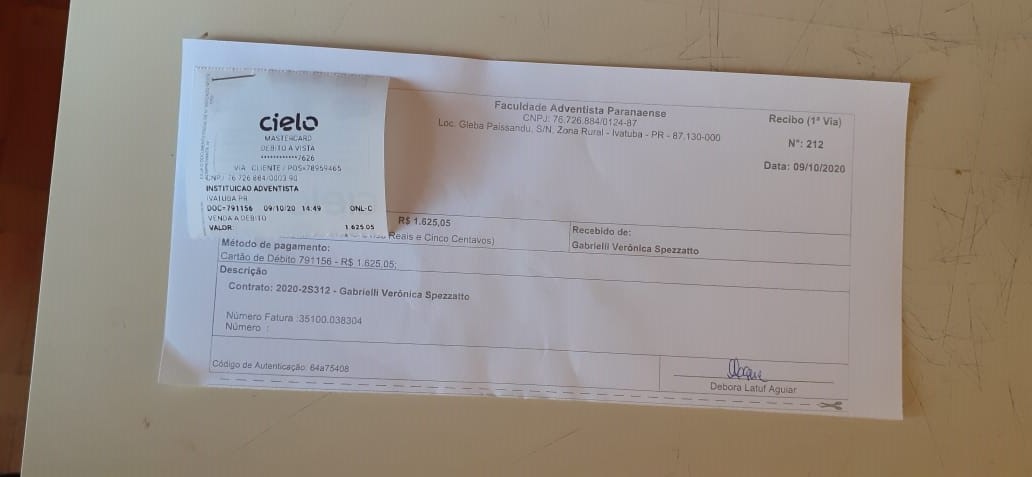 cielo
MASTERCARD
DEBITO A VISTA
************7626
VIA CLIENTE / POS=78959465
CNPJ 76 726 884/0003 90
INSTITUICAO ADVENTISTA
IVATUBA PR
DOC=791156 09/10/20 14:49 ONL-C
VENDA A DEBITO
VALOR: 1.625,05
Faculdade Adventista Paranaense
CNPJ: 76.726.884/0124-87
Loc. Gleba Paissandu, S/N. Zona Rural - Ivatuba - PR - 87.130-000
Recibo (1ª Via)
N°: 212
Data: 09/10/2020
R$ 1.625,05
Reais e Cinco Centavos)
Recebido de:
Gabrielli Verônica Spezzatto
Método de pagamento:
Cartão de Débito 791156 - R$ 1.625,05;
Descrição
Contrato: 2020-2S312 - Gabrielli Verônica Spezzatto
Número Fatura :35100.038304
Número :
Código de Autenticação: 64a75408
Debora Latuf Aguiar